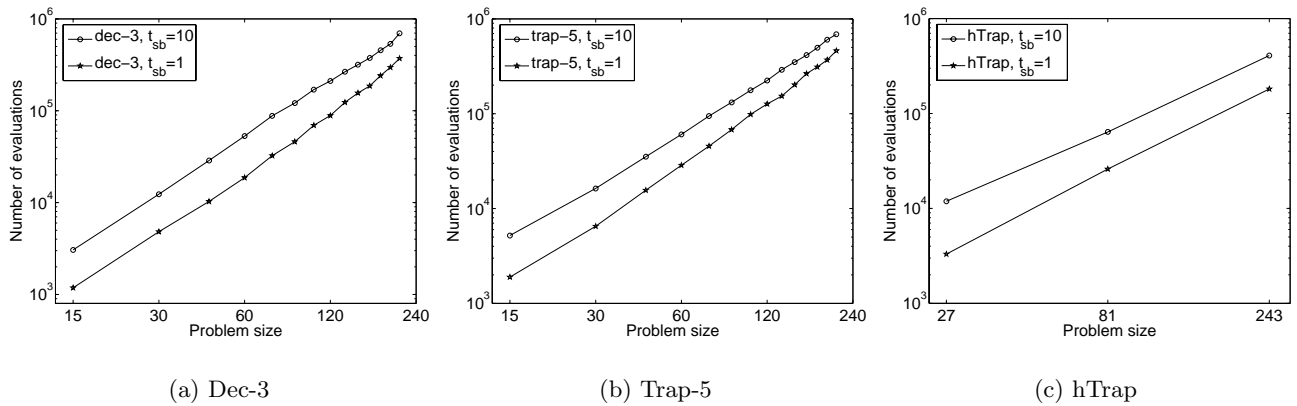 10^6
10^5
10^4
10^3
Number of evaluations
dec−3, t_sb=10
dec−3, t_sb=1
15 30 60 120 240
Problem size
(a) Dec-3
10^6
10^5
10^4
10^3
Number of evaluations
trap−5, t_sb=10
trap−5, t_sb=1
15 30 60 120 240
Problem size
(b) Trap-5
10^6
10^5
10^4
10^3
Number of evaluations
hTrap, t_sb=10
hTrap, t_sb=1
27 81 243
Problem size
(c) hTrap